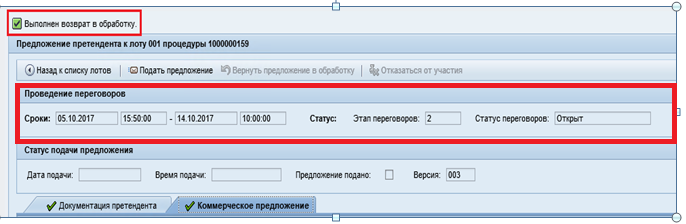 Выполнен возврат в обработку.
Предложение претендента к лоту 001 процедуры 1000000159
Назад к списку лотов Подать предложение Вернуть предложение в обработку Отказаться от участия
Проведение переговоров
Сроки: 05.10.2017 15:50:00 - 14.10.2017 10:00:00 Статус: Этап переговоров: 2 Статус переговоров: Открыт
Статус подачи предложения
Дата подачи: Время подачи: Предложение подано: Версия: 003
Документация претендента Коммерческое предложение